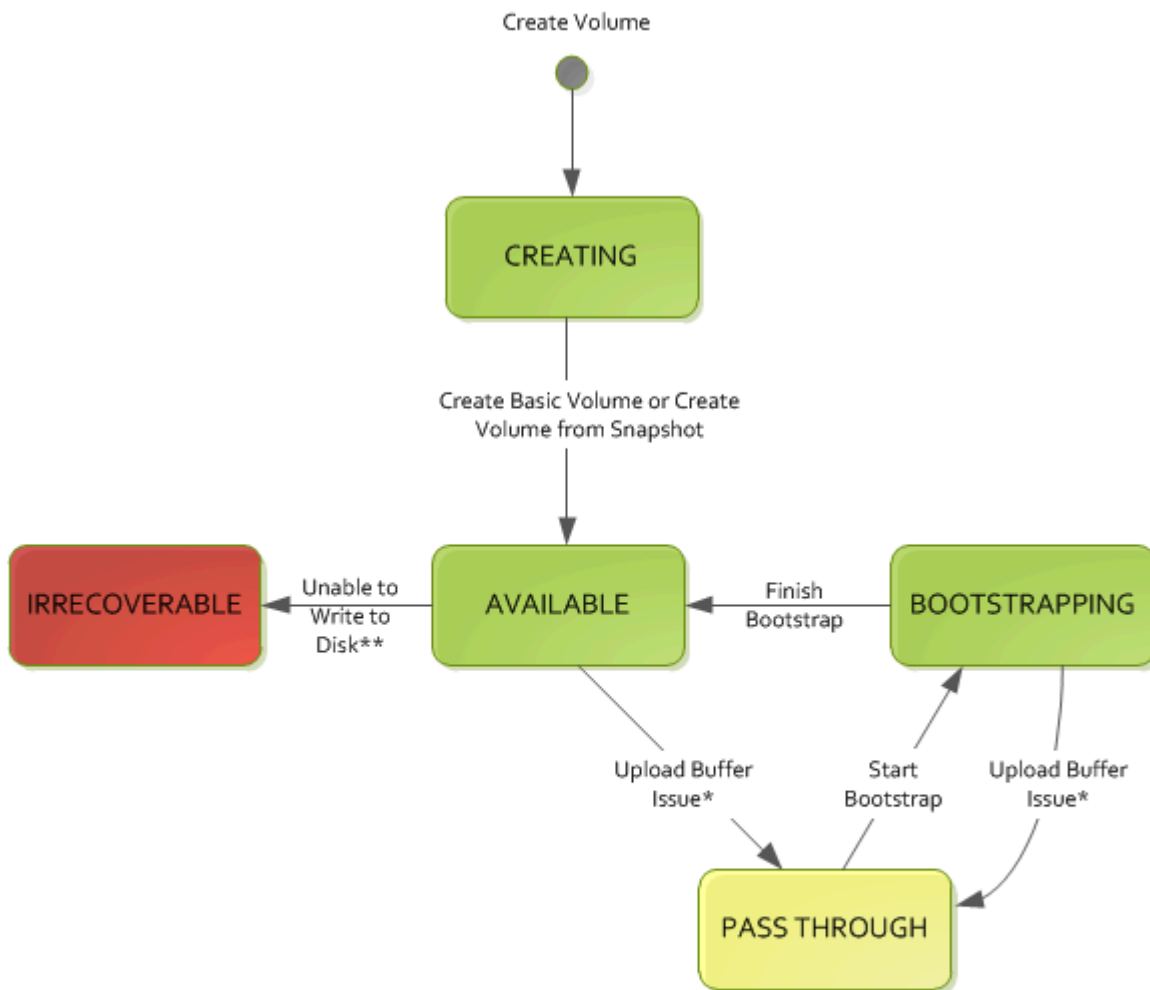 Create Volume
CREATING
Create Basic Volume or Create
Volume from Snapshot
IRRECOVERABLE
Unable to
Write to
Disk**
AVAILABLE
Finish
Bootstrap
BOOTSTRAPPING
Upload Buffer
Issue*
Start
Bootstrap
Upload Buffer
Issue*
PASS THROUGH